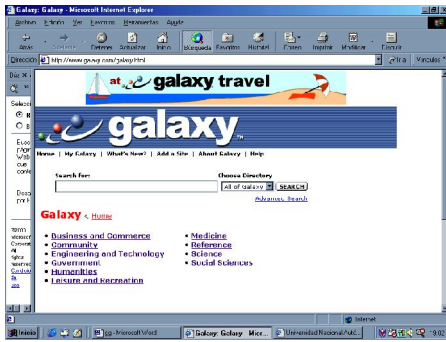 Galaxy: Galaxy - Microsoft Internet Explorer
Archivo Edición Ver Favoritos Herramientas Ayuda
Atrás Detener Actualizar Inicio Búsqueda Favoritos Historial Correo Imprimir Modificar Discutir
Dirección http://www.galaxy.com/galaxy.html Ir a Vínculos
at galaxy travel
galaxy
Home | My Galaxy | What's New? | Add a Site | About Galaxy | Help
Search for: Choose Directory
All of Galaxy SEARCH
Advanced Search
Galaxy < Home
• Business and Commerce
• Community
• Engineering and Technology
• Government
• Humanities
• Leisure and Recreation
• Medicine
• Reference
• Science
• Social Sciences
Internet
Inicio cg - Microsoft Word Galaxy: Galaxy - Micr... Universidad Nacional Autó... 19:02